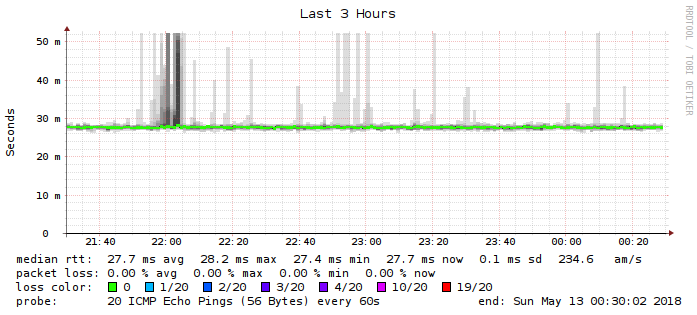 Last 3 Hours
RRDTOOL / TOBI OETIKER
Seconds
50 m
40 m
30 m
20 m
10 m
0
21:40 22:00 22:20 22:40 23:00 23:20 23:40 00:00 00:20
median rtt: 27.7 ms avg 28.2 ms max 27.4 ms min 27.7 ms now 0.1 ms sd 234.6 am/s
packet loss: 0.00 % avg 0.00 % max 0.00 % min 0.00 % now
loss color: 0 1/20 2/20 3/20 4/20 10/20 19/20
probe: 20 ICMP Echo Pings (56 Bytes) every 60s end: Sun May 13 00:30:02 2018